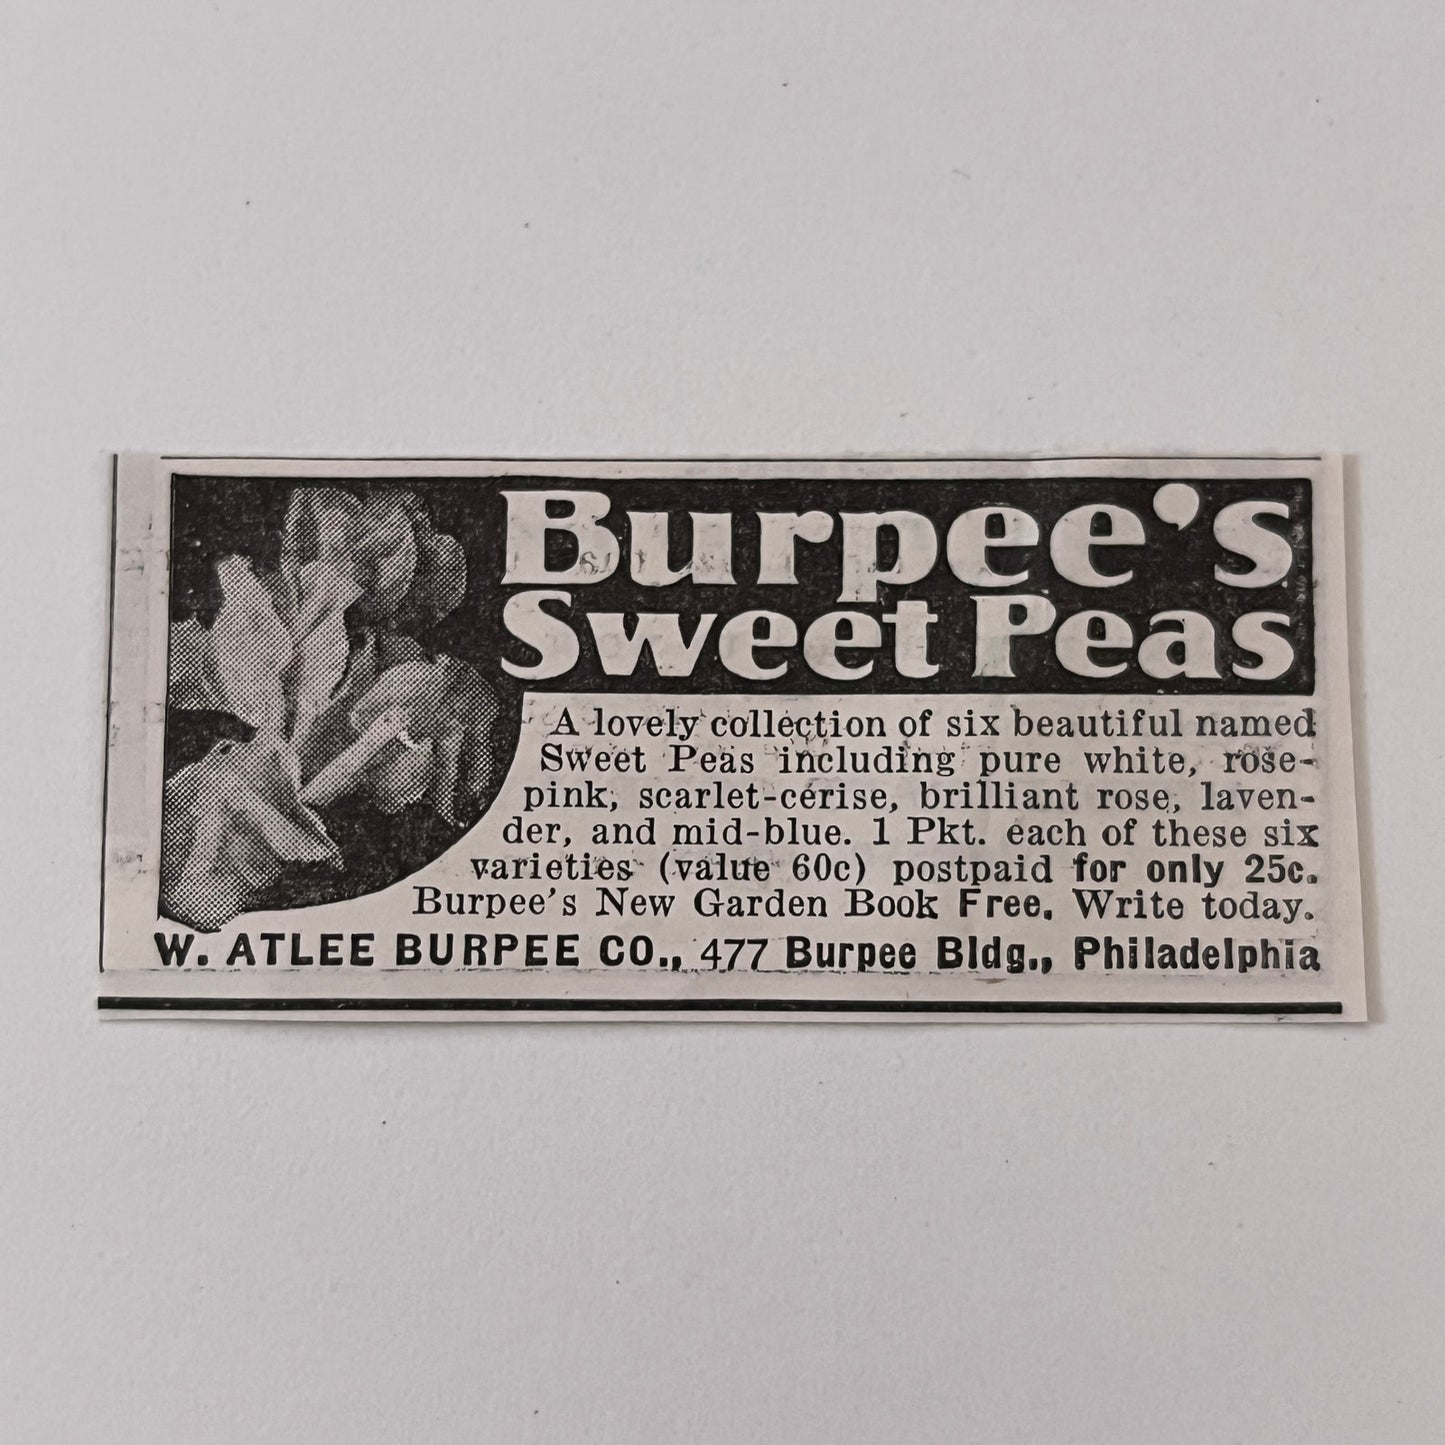 Burpee's
Sweet Peas
A lovely collection of six beautiful named
Sweet Peas including pure white, rose-
pink, scarlet-cerise, brilliant rose, laven-
der, and mid-blue. 1 Pkt. each of these six
varieties (value 60c) postpaid for only 25c.
Burpee's New Garden Book Free. Write today.
W. ATLEE BURPEE CO., 477 Burpee Bldg., Philadelphia